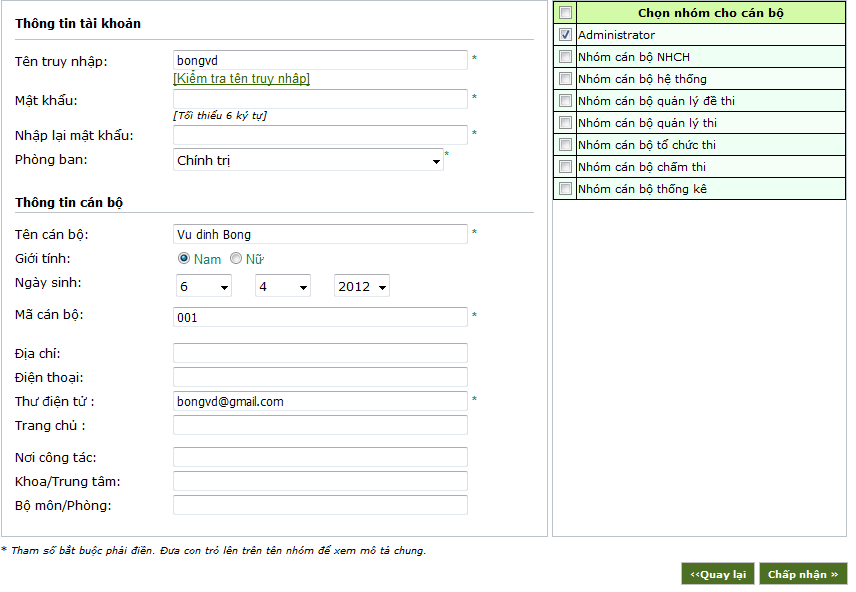 Thông tin tài khoản
Tên truy nhập: bongvd *
[Kiểm tra tên truy nhập]
Mật khẩu: *
[Tối thiểu 6 ký tự]
Nhập lại mật khẩu: *
Phòng ban: Chính trị *
Thông tin cán bộ
Tên cán bộ: Vu dinh Bong *
Giới tính: Nam Nữ
Ngày sinh: 6 4 2012
Mã cán bộ: 001 *
Địa chỉ:
Điện thoại:
Thư điện tử : bongvd@gmail.com *
Trang chủ :
Nơi công tác:
Khoa/Trung tâm:
Bộ môn/Phòng:
Chọn nhóm cho cán bộ
Administrator
Nhóm cán bộ NHCH
Nhóm cán bộ hệ thống
Nhóm cán bộ quản lý đề thi
Nhóm cán bộ quản lý thi
Nhóm cán bộ tổ chức thi
Nhóm cán bộ chấm thi
Nhóm cán bộ thống kê
* Tham số bắt buộc phải điền. Đưa con trỏ lên trên tên nhóm để xem mô tả chung.
‹‹Quay lại Chấp nhận »